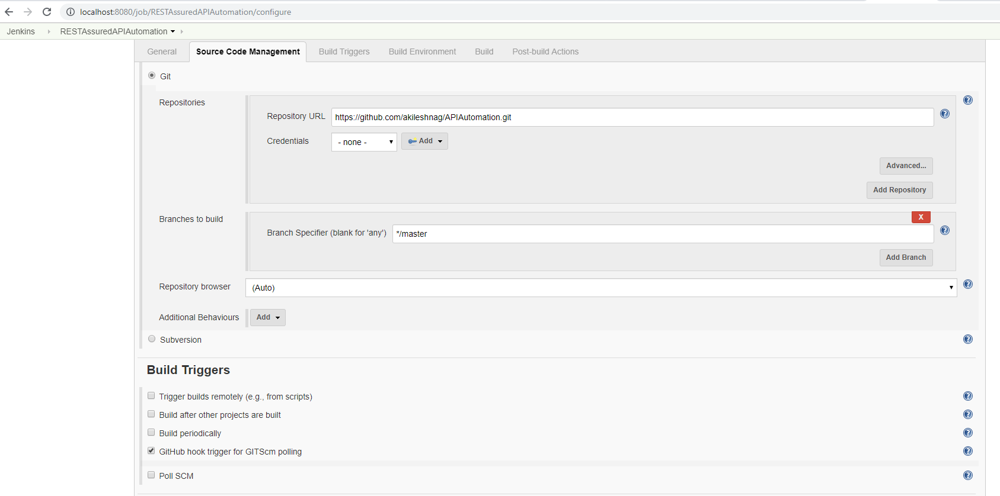 localhost:8080/job/RESTAssuredAPIAutomation/configure
Jenkins RESTAssuredAPIAutomation
General Source Code Management Build Triggers Build Environment Build Post-build Actions
Git
Repositories
Repository URL https://github.com/akileshnag/APIAutomation.git
Credentials - none - Add
Advanced...
Add Repository
Branches to build
X
Branch Specifier (blank for 'any') */master
Add Branch
Repository browser (Auto)
Additional Behaviours Add
Subversion
Build Triggers
Trigger builds remotely (e.g., from scripts)
Build after other projects are built
Build periodically
GitHub hook trigger for GITScm polling
Poll SCM